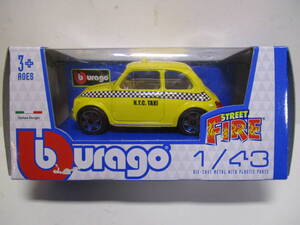 3+
AGES
burago
N.Y.C. TAXI
Italian Design
burago
STREET
FIRE
1/43
DIE-CAST METAL WITH PLASTIC PARTS